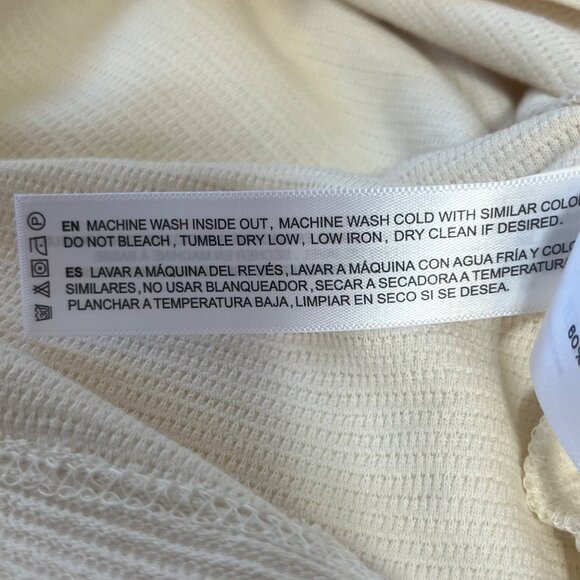 EN MACHINE WASH INSIDE OUT, MACHINE WASH COLD WITH SIMILAR COLOU
DO NOT BLEACH, TUMBLE DRY LOW, LOW IRON, DRY CLEAN IF DESIRED.
ES LAVAR A MÁQUINA DEL REVÉS, LAVAR A MÁQUINA CON AGUA FRÍA Y COLO
SIMILARES, NO USAR BLANQUEADOR, SECAR A SECADORA A TEMPERATURA
PLANCHAR A TEMPERATURA BAJA, LIMPIAR EN SECO SI SE DESEA.
P
60%